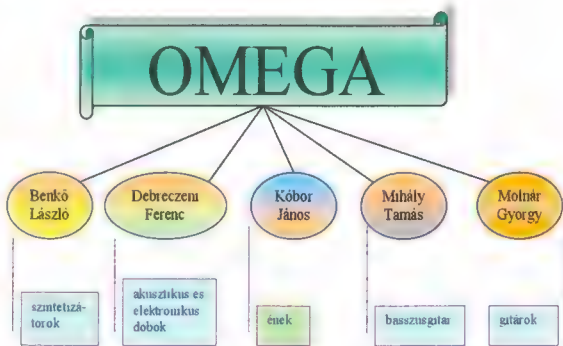 OMEGA
Benkő
László
Debreczeni
Ferenc
Kóbor
János
Mihály
Tamás
Molnár
György
szintetizá-
torok
akusztikus és
elektronikus
dobok
ének
basszusgitár
gitárok